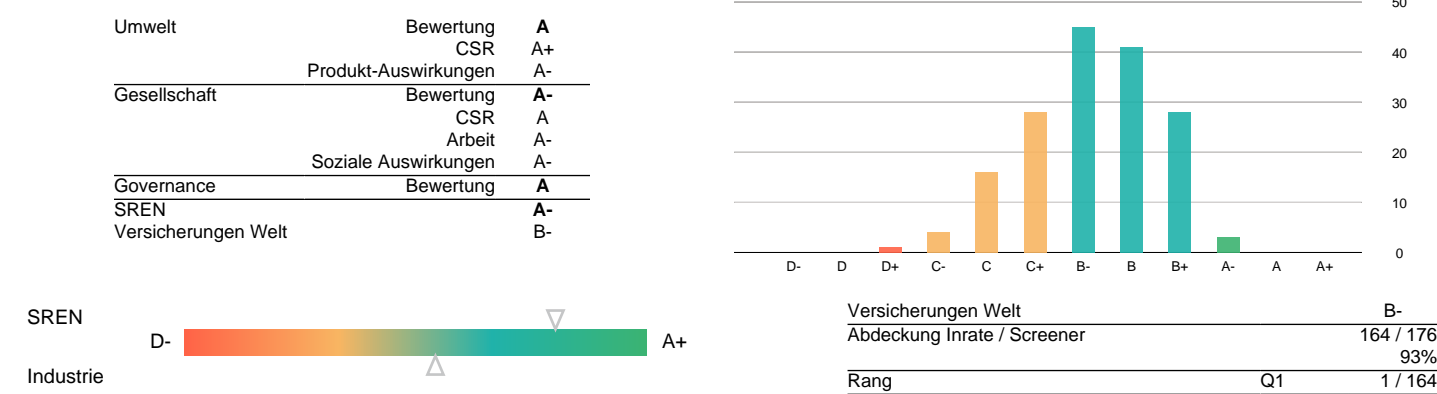 Umwelt Bewertung A
CSR A+
Produkt-Auswirkungen A-
Gesellschaft Bewertung A-
CSR A
Arbeit A-
Soziale Auswirkungen A-
Governance Bewertung A
SREN A-
Versicherungen Welt B-
50
40
30
20
10
0
D- D D+ C- C C+ B- B B+ A- A A+
SREN
D- A+
Industrie
Versicherungen Welt B-
Abdeckung Inrate / Screener 164 / 176
93%
Rang Q1 1 / 164